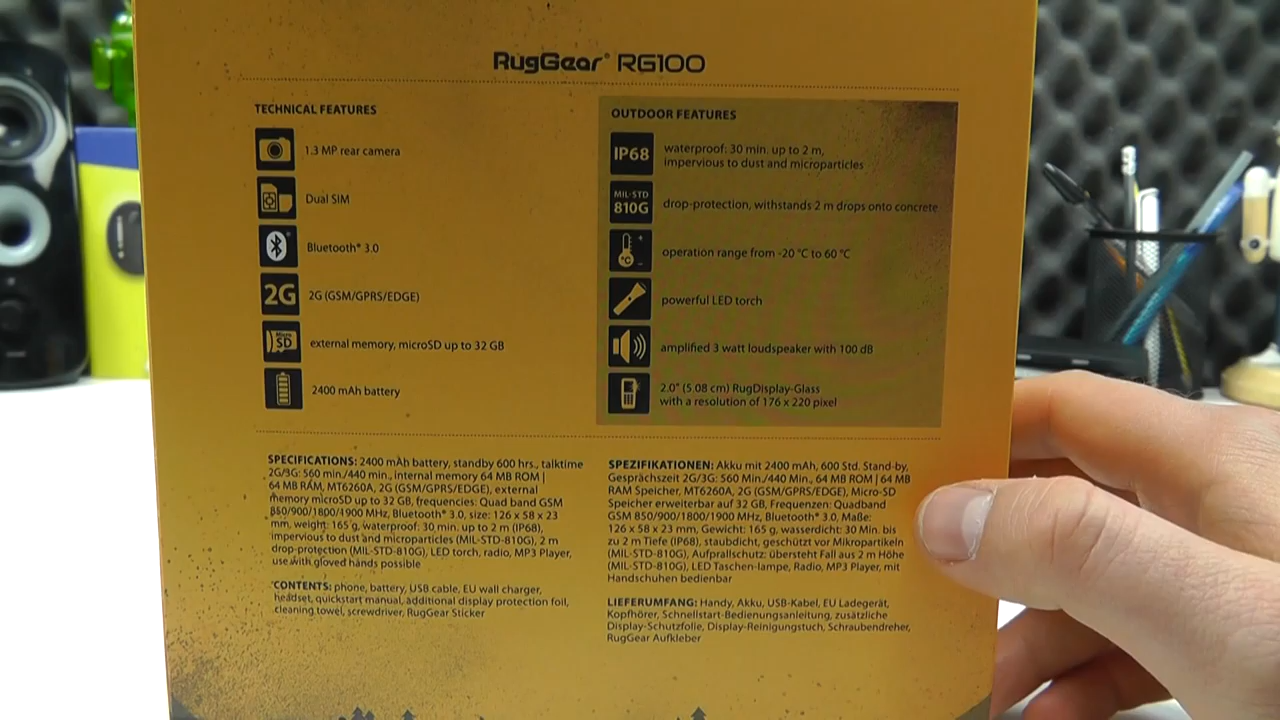 RugGear® RG100
TECHNICAL FEATURES
1.3 MP rear camera
Dual SIM
Bluetooth® 3.0
2G 2G (GSM/GPRS/EDGE)
Micro SD external memory, microSD up to 32 GB
2400 mAh battery
OUTDOOR FEATURES
IP68 waterproof: 30 min. up to 2 m,
impervious to dust and microparticles
MIL-STD
810G drop-protection, withstands 2 m drops onto concrete
°C operation range from -20 °C to 60 °C
powerful LED torch
amplified 3 watt loudspeaker with 100 dB
2.0" (5.08 cm) RugDisplay-Glass
with a resolution of 176 x 220 pixel
SPECIFICATIONS: 2400 mAh battery, standby 600 hrs., talktime
2G/3G: 560 min./440 min., internal memory 64 MB ROM |
64 MB RAM, MT6260A, 2G (GSM/GPRS/EDGE), external
memory microSD up to 32 GB, frequencies: Quad band GSM
850/900/1800/1900 MHz, Bluetooth® 3.0, size: 126 x 58 x 23
mm, weight: 165 g, waterproof: 30 min. up to 2 m (IP68),
impervious to dust and microparticles (MIL-STD-810G), 2 m
drop-protection (MIL-STD-810G), LED torch, radio, MP3 Player,
use with gloved hands possible
CONTENTS: phone, battery, USB cable, EU wall charger,
headset, quickstart manual, additional display protection foil,
cleaning towel, screwdriver, RugGear Sticker
SPEZIFIKATIONEN: Akku mit 2400 mAh, 600 Std. Stand-by,
Gesprächszeit 2G/3G: 560 Min./440 Min., 64 MB ROM | 64 MB
RAM Speicher, MT6260A, 2G (GSM/GPRS/EDGE), Micro-SD
Speicher erweiterbar auf 32 GB, Frequenzen: Quadband
GSM 850/900/1800/1900 MHz, Bluetooth® 3.0, Maße:
126 x 58 x 23 mm, Gewicht: 165 g, wasserdicht: 30 Min. bis
zu 2 m Tiefe (IP68), staubdicht, geschützt vor Mikropartikeln
(MIL-STD-810G), Aufprallschutz: übersteht Fall aus 2 m Höhe
(MIL-STD-810G), LED Taschen-lampe, Radio, MP3 Player, mit
Handschuhen bedienbar
LIEFERUMFANG: Handy, Akku, USB-Kabel, EU Ladegerät,
Kopfhörer, Schnellstart-Bedienungsanleitung, zusätzliche
Display-Schutzfolie, Display-Reinigungstuch, Schraubendreher,
RugGear Aufkleber